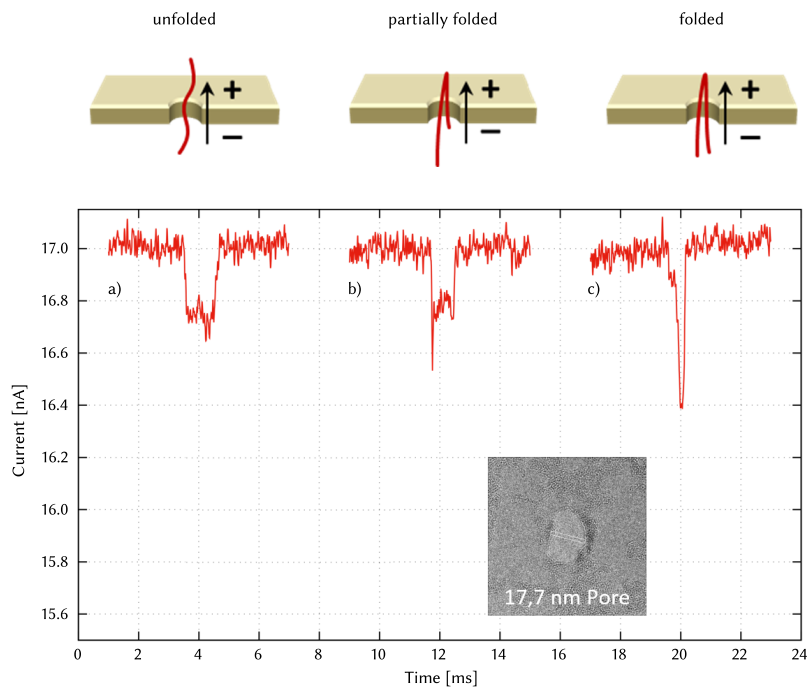 unfolded
partially folded
folded
+
−
+
−
+
−
17.0
16.8
16.6
16.4
16.2
16.0
15.8
15.6
a)
b)
c)
Current [nA]
17,7 nm Pore
0 2 4 6 8 10 12 14 16 18 20 22 24
Time [ms]